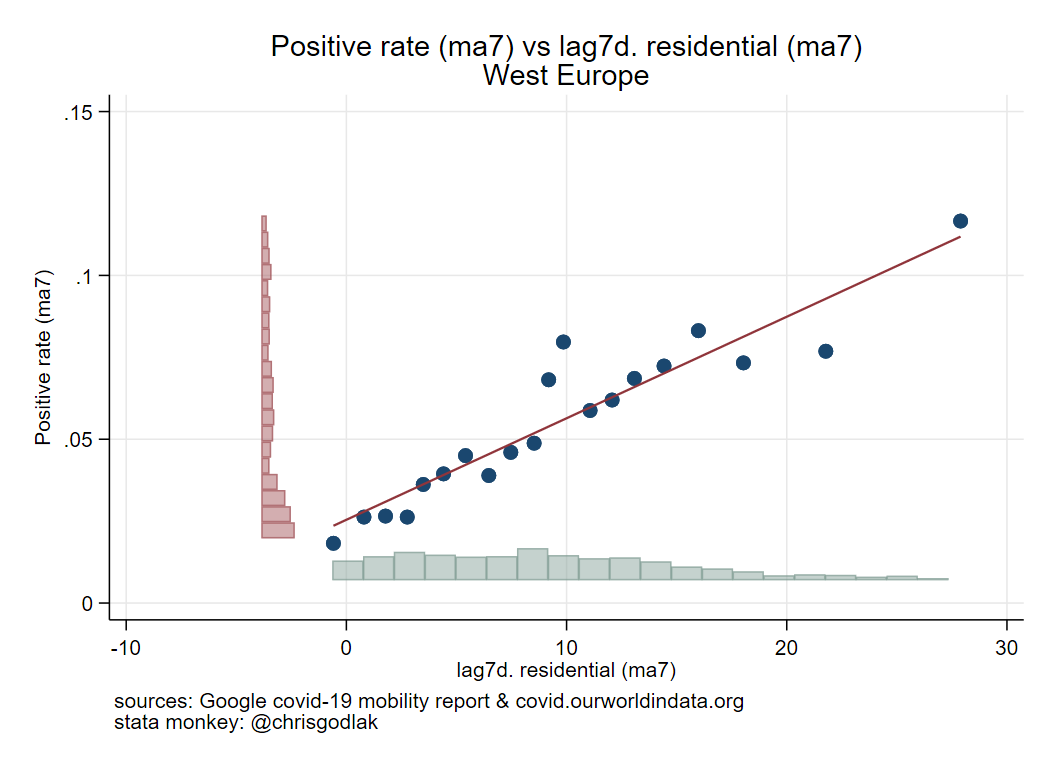 Positive rate (ma7) vs lag7d. residential (ma7)
West Europe
Positive rate (ma7)
.15
.1
.05
0
-10
0
10
20
30
lag7d. residential (ma7)
sources: Google covid-19 mobility report & covid.ourworldindata.org
stata monkey: @chrisgodlak